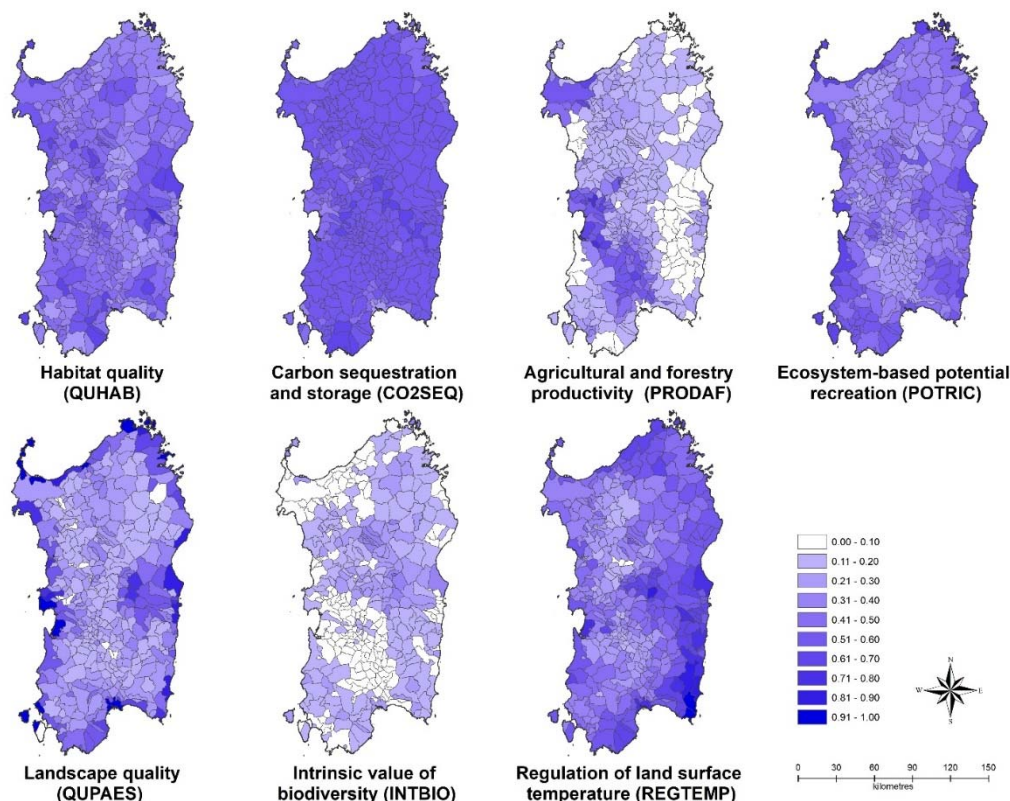 Habitat quality
(QUHAB)
Carbon sequestration
and storage (CO2SEQ)
Agricultural and forestry
productivity (PRODAF)
Ecosystem-based potential
recreation (POTRIC)
Landscape quality
(QUPAES)
Intrinsic value of
biodiversity (INTBIO)
Regulation of land surface
temperature (REGTEMP)
0.00 - 0.10
0.11 - 0.20
0.21 - 0.30
0.31 - 0.40
0.41 - 0.50
0.51 - 0.60
0.61 - 0.70
0.71 - 0.80
0.81 - 0.90
0.91 - 1.00
N
W E
S
0 30 60 90 120 150
kilometres